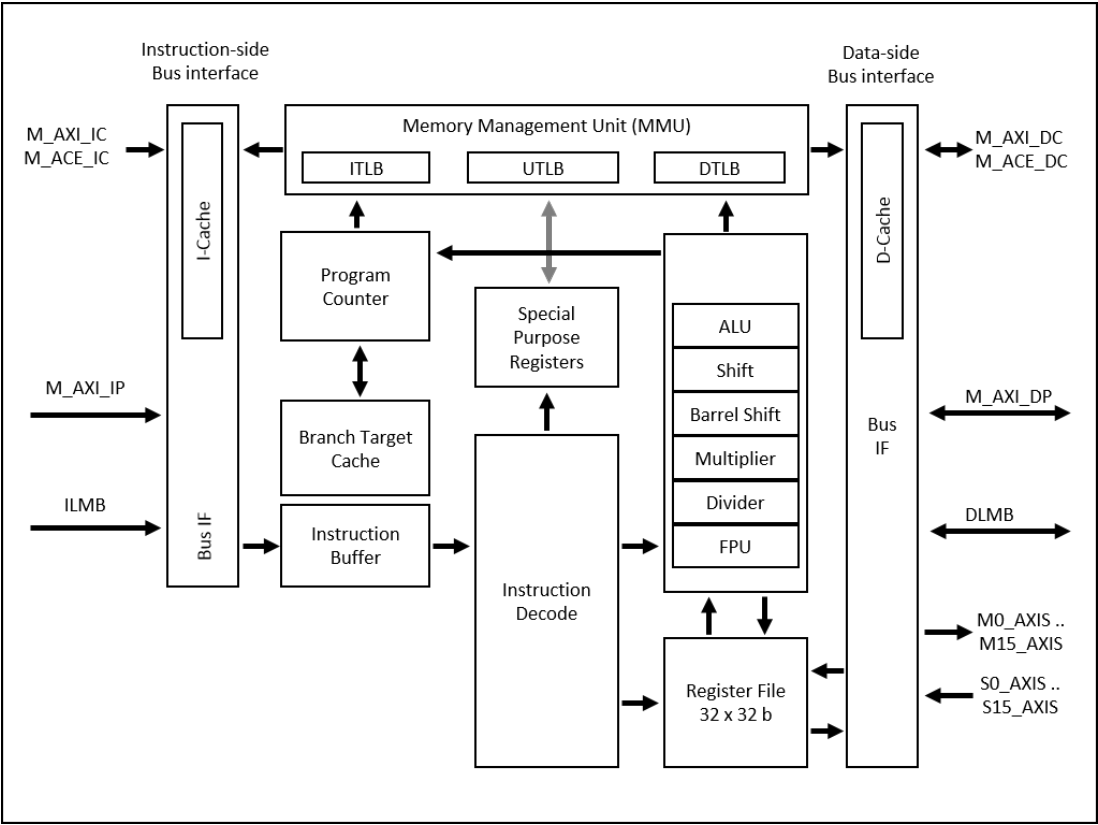 Instruction-side
Bus interface
Data-side
Bus interface
M_AXI_IC
M_ACE_IC
Memory Management Unit (MMU)
ITLB
UTLB
DTLB
M_AXI_DC
M_ACE_DC
I-Cache
D-Cache
Program
Counter
Special
Purpose
Registers
ALU
Shift
Barrel Shift
Multiplier
Divider
FPU
M_AXI_IP
M_AXI_DP
Branch Target
Cache
Bus
IF
ILMB
DLMB
Bus IF
Instruction
Buffer
Instruction
Decode
M0_AXIS ..
M15_AXIS
Register File
32 x 32 b
S0_AXIS ..
S15_AXIS